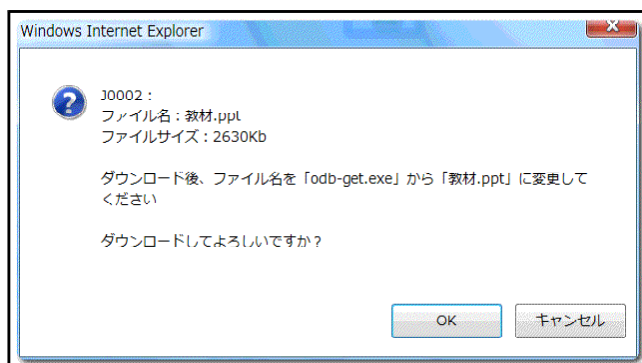 Windows Internet Explorer
J0002：
ファイル名：教材.ppt
ファイルサイズ：2630Kb
ダウンロード後、ファイル名を「odb-get.exe」から「教材.ppt」に変更して
ください
ダウンロードしてよろしいですか？
OK
キャンセル